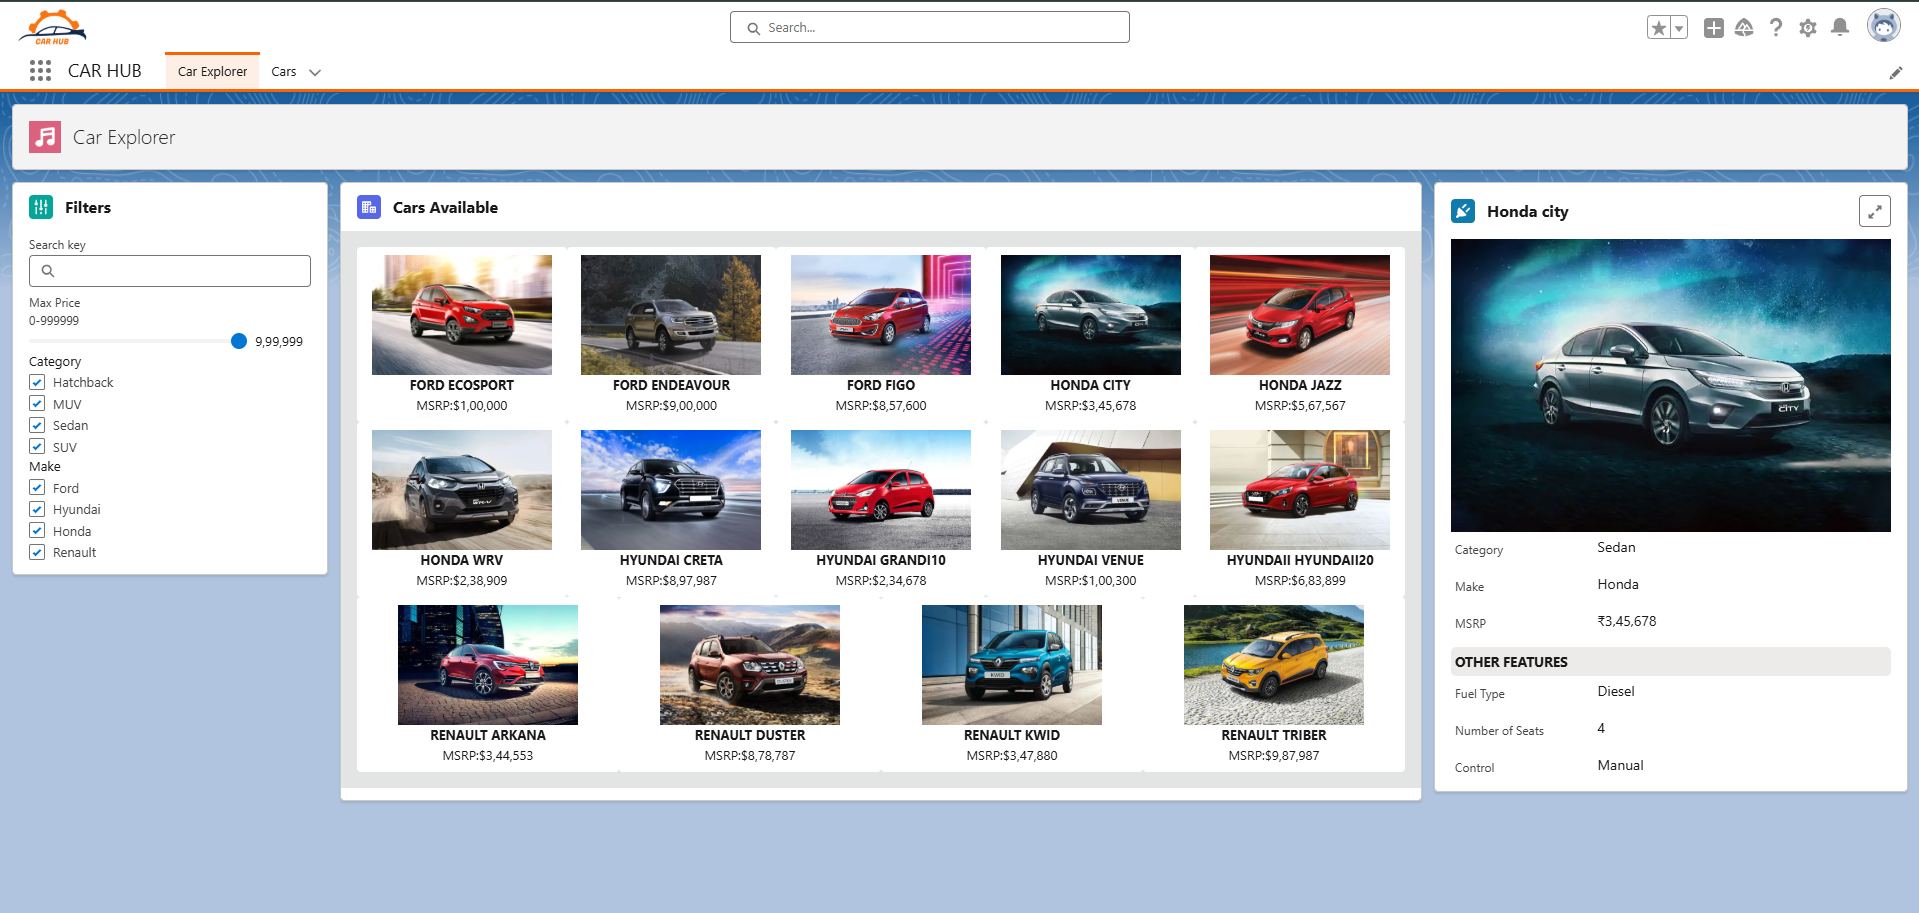 Search...
CAR HUB
CAR HUB
Car Explorer
Cars
Car Explorer
Filters
Search key
Max Price
0-999999
9,99,999
Category
Hatchback
MUV
Sedan
SUV
Make
Ford
Hyundai
Honda
Renault
Cars Available
FORD ECOSPORT
MSRP:$1,00,000
FORD ENDEAVOUR
MSRP:$9,00,000
FORD FIGO
MSRP:$8,57,600
HONDA CITY
MSRP:$3,45,678
HONDA JAZZ
MSRP:$5,67,567
HONDA WRV
MSRP:$2,38,909
HYUNDAI CRETA
MSRP:$8,97,987
HYUNDAI GRANDI10
MSRP:$2,34,678
VENUE
HYUNDAI VENUE
MSRP:$1,00,300
HYUNDAII HYUNDAII20
MSRP:$6,83,899
RENAULT ARKANA
MSRP:$3,44,553
DUSTER
RENAULT DUSTER
MSRP:$8,78,787
KWID
RENAULT KWID
MSRP:$3,47,880
RENAULT TRIBER
MSRP:$9,87,987
Honda city
CITY
Category Sedan
Make Honda
MSRP ₹3,45,678
OTHER FEATURES
Fuel Type Diesel
Number of Seats 4
Control Manual